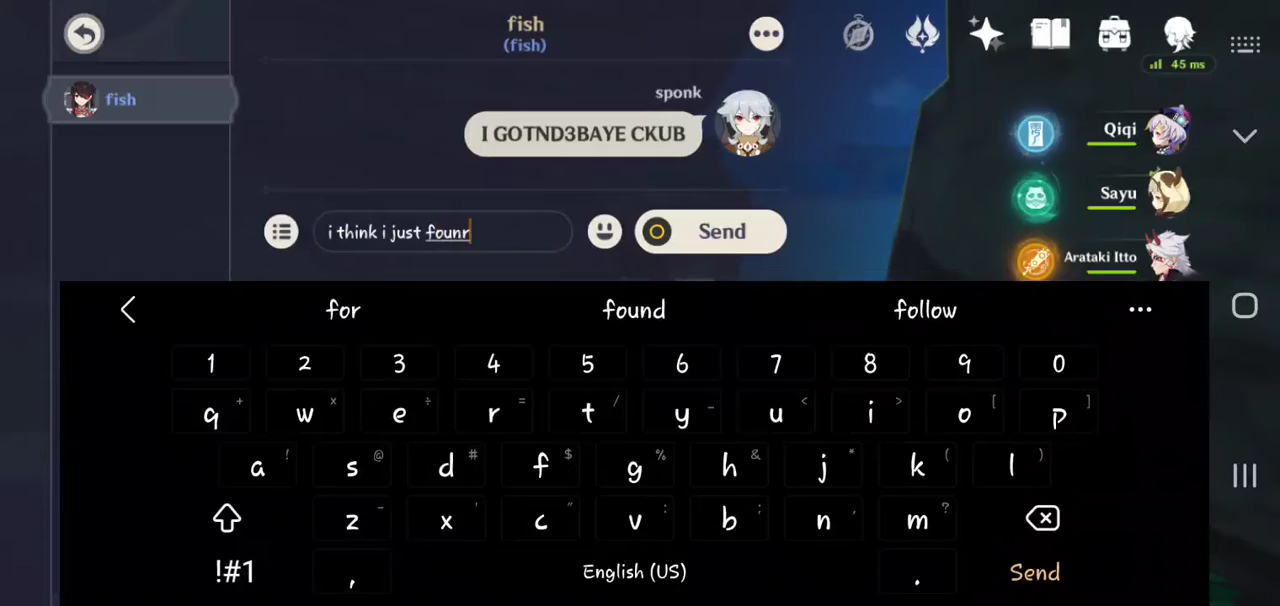 fish
(fish)
45 ms
fish
sponk
I GOTND3BAYE CKUB
Qiqi
Sayu
Arataki Itto
i think i just founr
Send
for found follow
1 2 3 4 5 6 7 8 9 0
q + w x e ÷ r = t / y _ u < i > o [ p ]
a ! s @ d # f $ g % h & j * k ( l )
z - x ' c " v : b ; n , m ?
!#1 , English (US) . Send